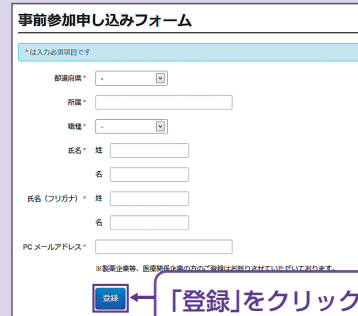 事前参加申し込みフォーム
*は入力必須項目です
都道府県* -
所属*
職種* -
氏名* 姓
名
氏名（フリガナ）* 姓
名
PCメールアドレス*
※製薬企業等、医療関係企業の方のご登録はお断りさせていただいております。
登録
「登録」をクリック